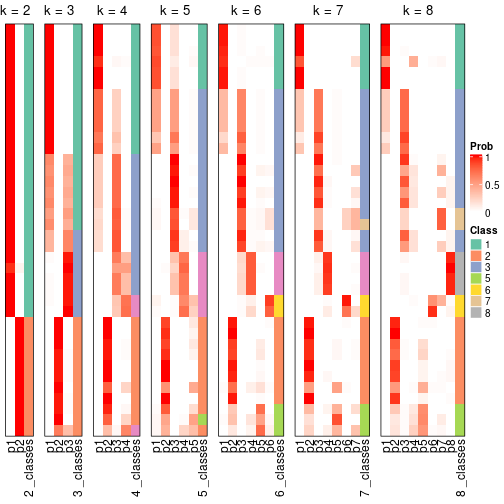 k = 2
k = 3
k = 4
k = 5
k = 6
k = 7
k = 8
Prob
1
0.5
0
Class
1
2
3
5
6
7
8
p1
p2
2_classes
p1
p2
p3
3_classes
p1
p2
p3
p4
4_classes
p1
p2
p3
p4
p5
5_classes
p1
p2
p3
p4
p5
p6
6_classes
p1
p2
p3
p4
p5
p6
p7
7_classes
p1
p2
p3
p4
p5
p6
p7
p8
8_classes